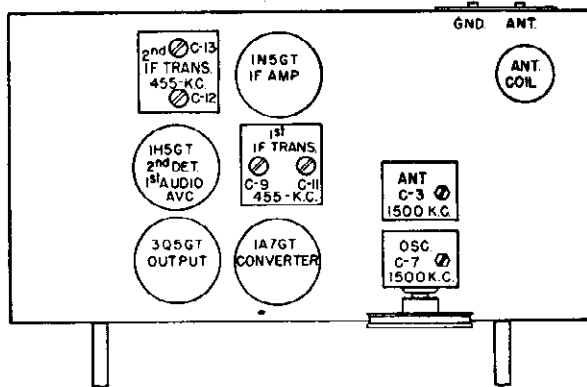 GND. ANT.
2nd C-13
IF TRANS.
455-K.C.
C-12
1N5GT
IF AMP
ANT.
COIL
1H5GT
2nd DET.
1st AUDIO
AVC
1st
IF TRANS.
C-9 C-11
455-K.C.
ANT
C-3
1500 K.C.
3Q5GT
OUTPUT
1A7GT
CONVERTER
OSC.
C-7
1500K.C.